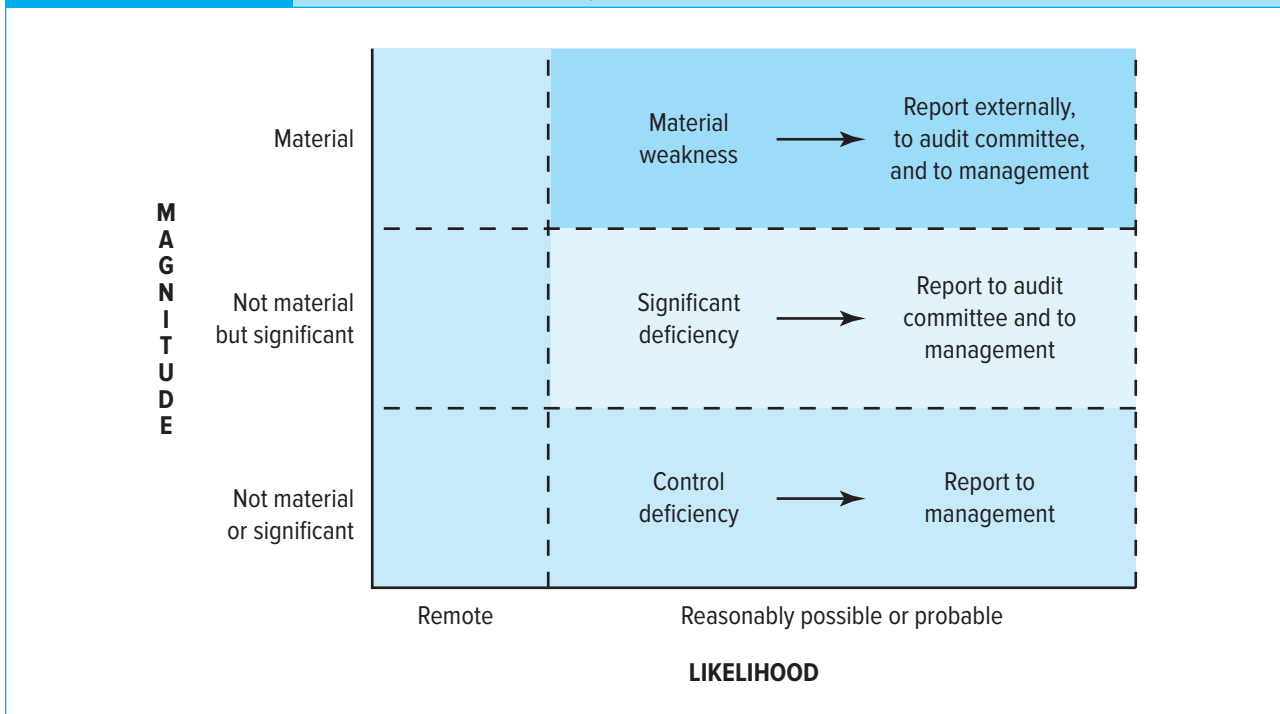 Material
Material
weakness
Report externally,
to audit committee,
and to management
MAGNITUDE
Not material
but significant
Significant
deficiency
Report to audit
committee and to
management
Not material
or significant
Control
deficiency
Report to
management
Remote
Reasonably possible or probable
LIKELIHOOD